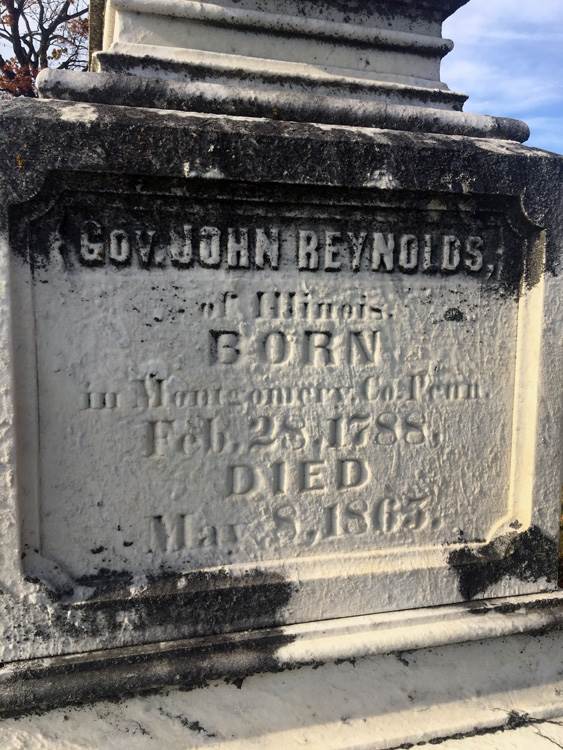 GOV. JOHN REYNOLDS,
of Illinois.
BORN
in Montgomery, Co. Penn.
Feb. 28, 1788.
DIED
May. 8, 1865.